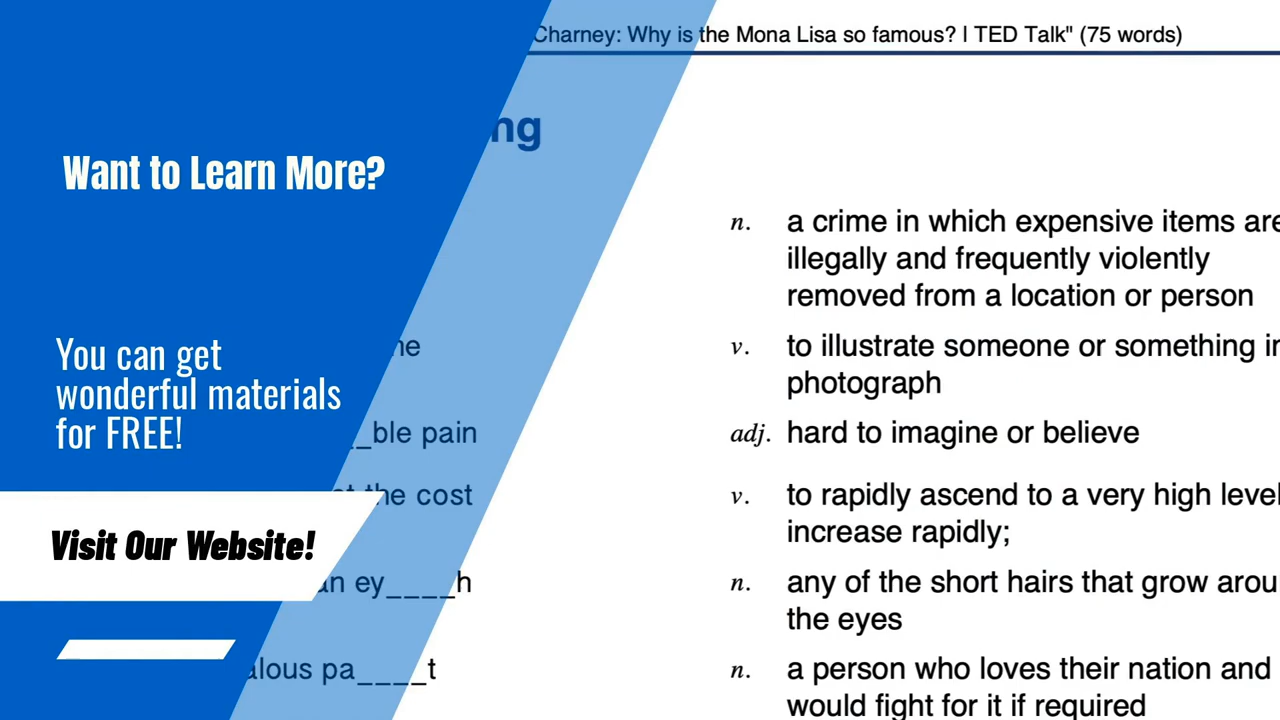 Charney: Why is the Mona Lisa so famous? | TED Talk" (75 words)
ng
Want to Learn More?
You can get
wonderful materials
for FREE!
Visit Our Website!
ne
_ble pain
the cost
an ey____h
alous pa____t
n. a crime in which expensive items are
illegally and frequently violently
removed from a location or person
v. to illustrate someone or something in
photograph
adj. hard to imagine or believe
v. to rapidly ascend to a very high level
increase rapidly;
n. any of the short hairs that grow arou
the eyes
n. a person who loves their nation and
would fight for it if required